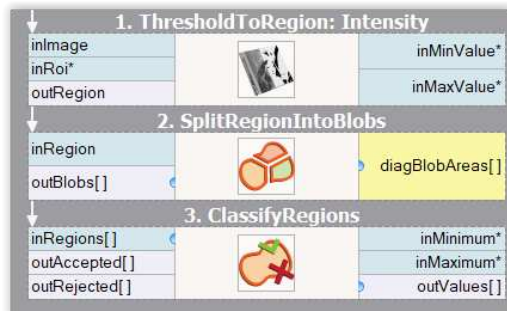 1. ThresholdToRegion: Intensity
inImage
inRoi*
outRegion
inMinValue*
inMaxValue*
2. SplitRegionIntoBlobs
inRegion
outBlobs[ ]
diagBlobAreas[ ]
3. ClassifyRegions
inRegions[ ]
outAccepted[ ]
outRejected[ ]
inMinimum*
inMaximum*
outValues[ ]